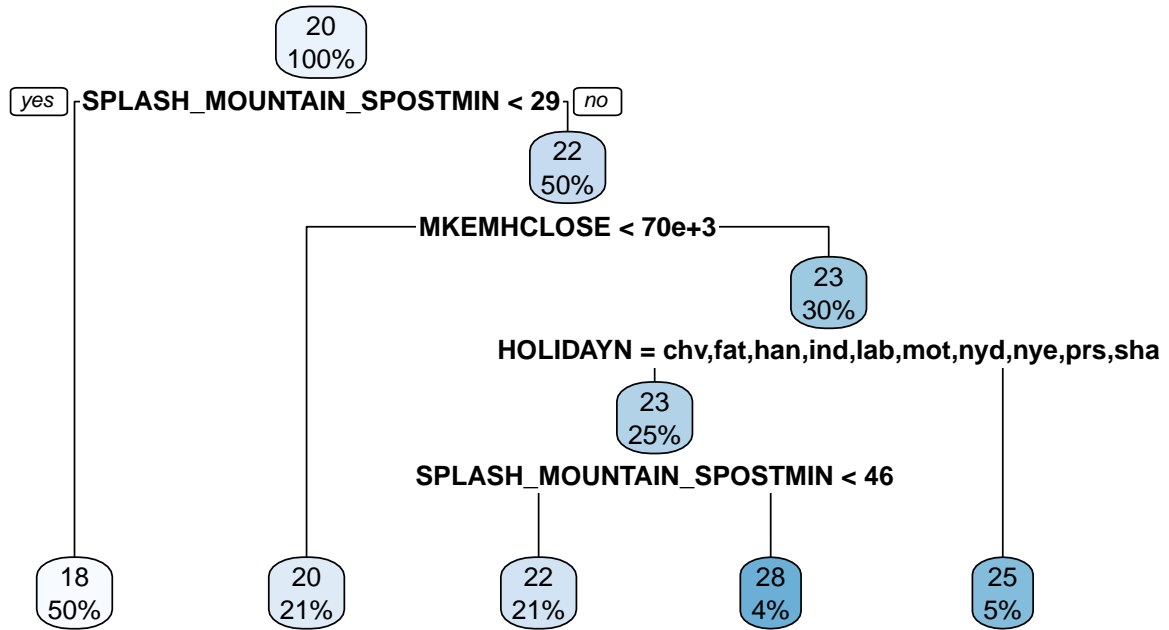 20
100%
yes SPLASH_MOUNTAIN_SPOSTMIN < 29 no
22
50%
MKEMHCLOSE < 70e+3
23
30%
HOLIDAYN = chv,fat,han,ind,lab,mot,nyd,nye,prs,sha
23
25%
SPLASH_MOUNTAIN_SPOSTMIN < 46
18 20 22 28 25
50% 21% 21% 4% 5%